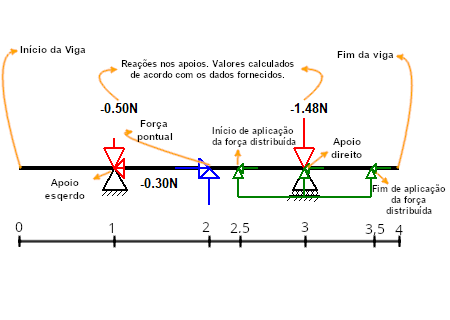 Início da Viga
Reações nos apoios. Valores calculados
de acordo com os dados fornecidos.
Fim da viga
-0.50N
-1.48N
Força
pontual
Início de aplicação
da força distribuída
Apoio
direito
Apoio
esqerdo
-0.30N
Fim de aplicação
da força
distribuída
0 1 2 2.5 3 3,5 4